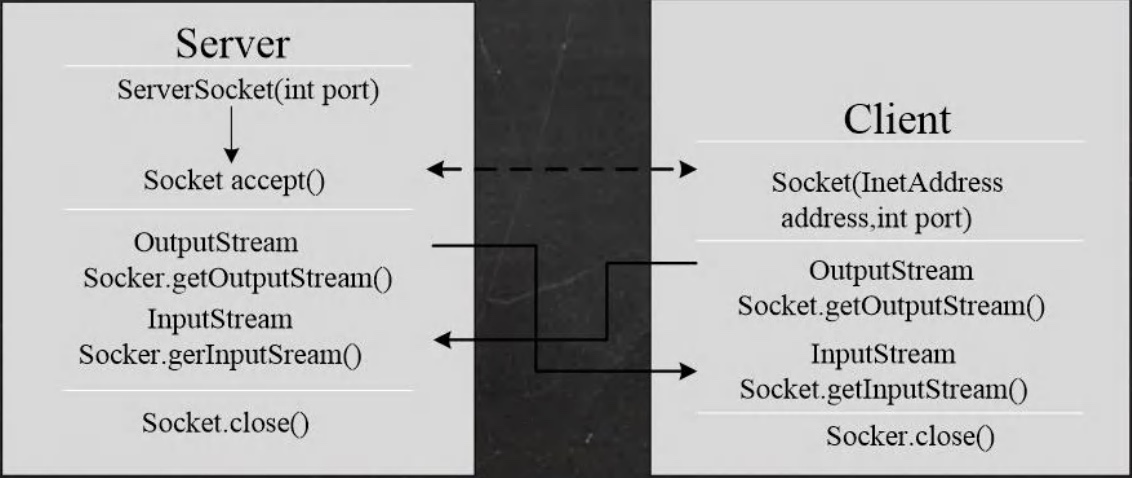 Server
ServerSocket(int port)
Socket accept()
OutputStream
Socker.getOutputStream()
InputStream
Socker.gerInputSream()
Socket.close()
Client
Socket(InetAddress
address,int port)
OutputStream
Socket.getOutputStream()
InputStream
Socket.getInputStream()
Socker.close()